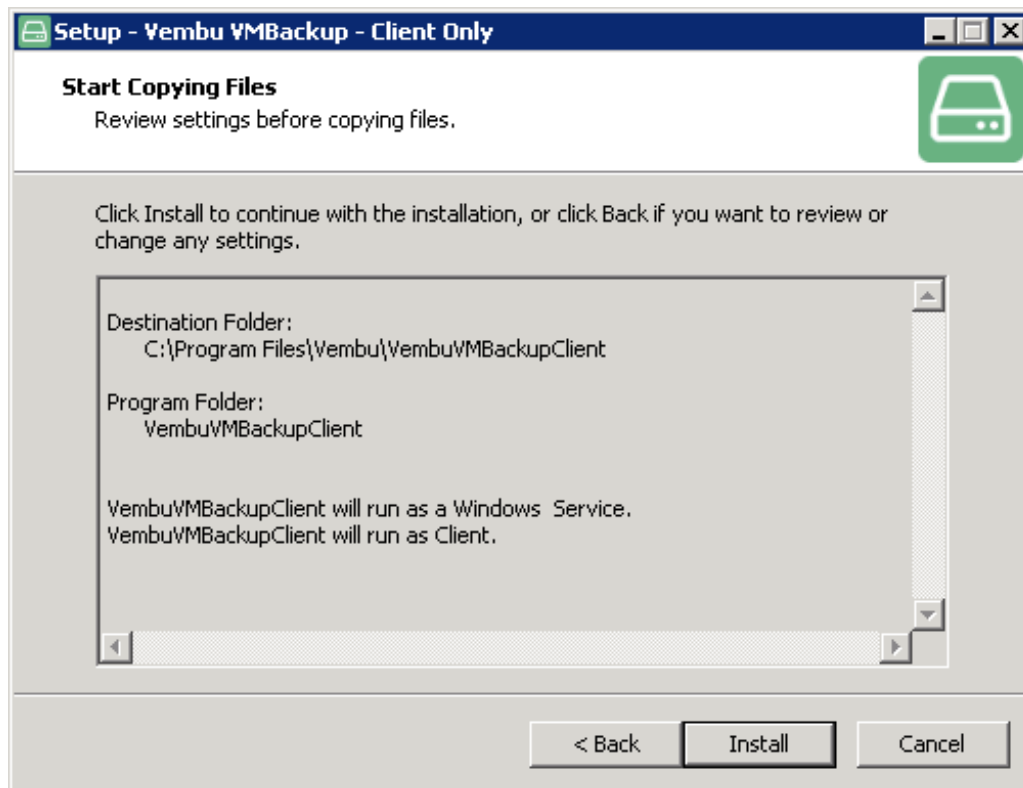 Setup - Vembu VMBackup - Client Only
Start Copying Files
Review settings before copying files.
Click Install to continue with the installation, or click Back if you want to review or
change any settings.
Destination Folder:
C:\Program Files\Vembu\VembuVMBackupClient
Program Folder:
VembuVMBackupClient
VembuVMBackupClient will run as a Windows  Service.
VembuVMBackupClient will run as Client.
< Back
Install
Cancel